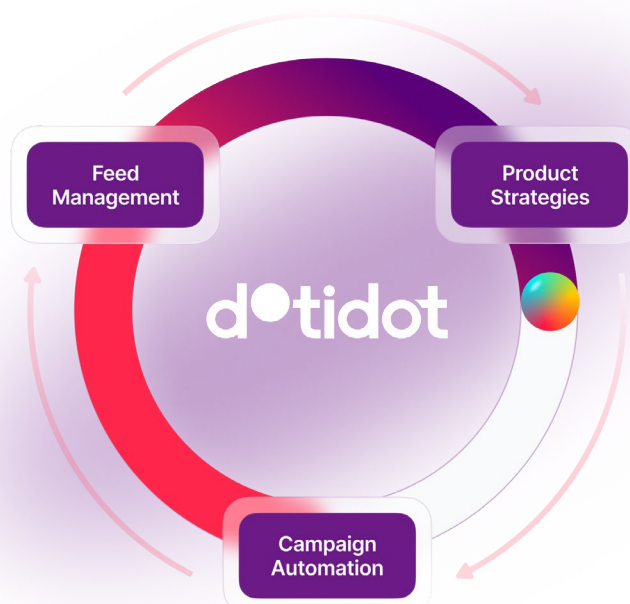 Feed
Management
Product
Strategies
dotidot
Campaign
Automation